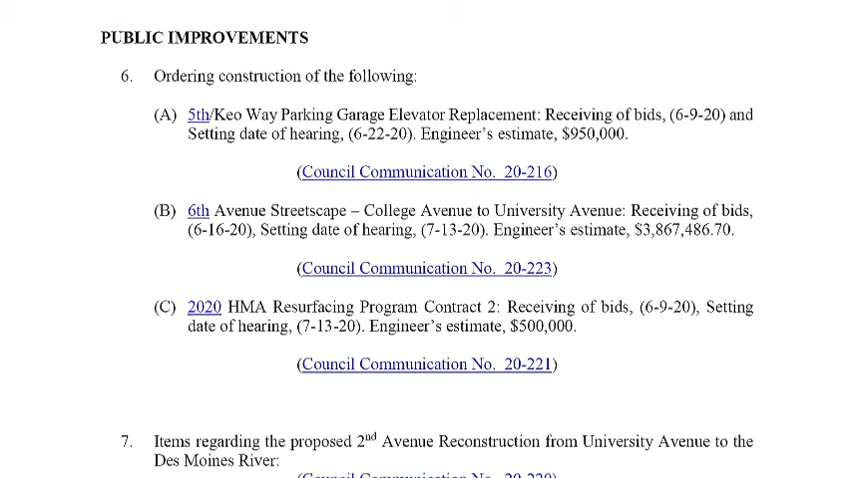 PUBLIC IMPROVEMENTS
6. Ordering construction of the following:
(A) 5th/Keo Way Parking Garage Elevator Replacement: Receiving of bids, (6-9-20) and
Setting date of hearing, (6-22-20). Engineer’s estimate, $950,000.
(Council Communication No. 20-216)
(B) 6th Avenue Streetscape – College Avenue to University Avenue: Receiving of bids,
(6-16-20), Setting date of hearing, (7-13-20). Engineer’s estimate, $3,867,486.70.
(Council Communication No. 20-223)
(C) 2020 HMA Resurfacing Program Contract 2: Receiving of bids, (6-9-20), Setting
date of hearing, (7-13-20). Engineer’s estimate, $500,000.
(Council Communication No. 20-221)
7. Items regarding the proposed 2nd Avenue Reconstruction from University Avenue to the
Des Moines River:
(Council Communication No.